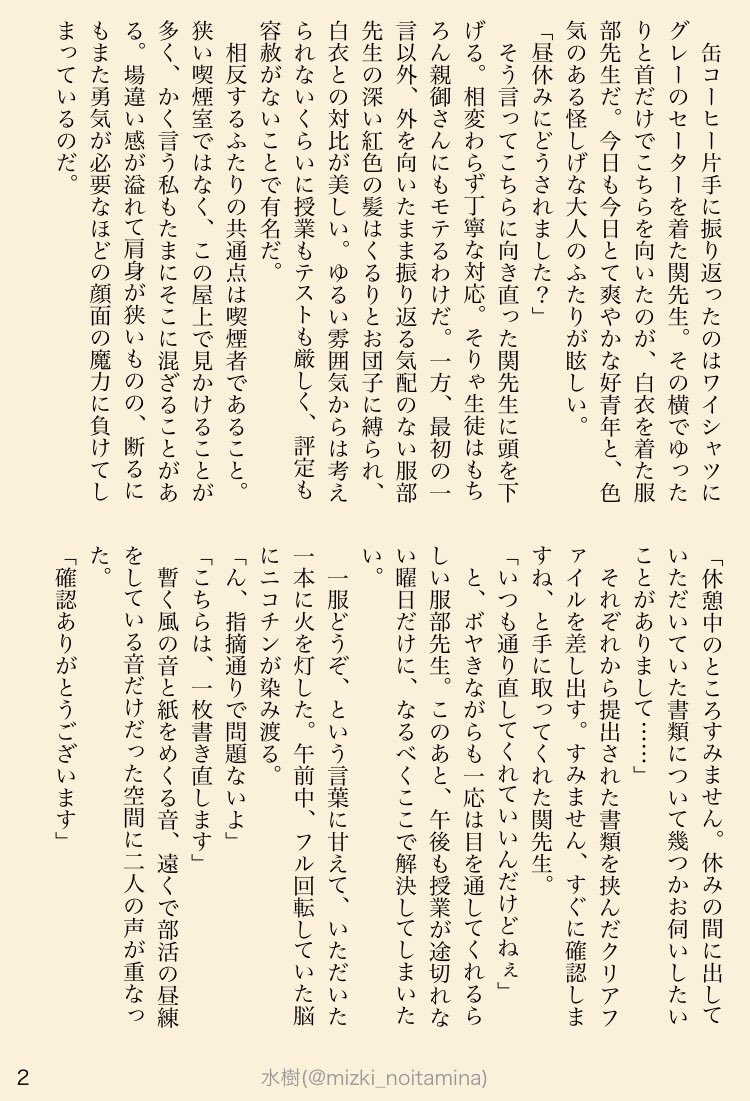 缶コーヒー片手に振り返ったのはワイシャツに
グレーのセーターを着た関先生。その横でゆった
りと首だけでこちらを向いたのが、白衣を着た服
部先生だ。今日も今日とて爽やかな好青年と、色
気のある怪しげな大人のふたりが眩しい。
「昼休みにどうされました？」
　そう言ってこちらに向き直った関先生に頭を下
げる。相変わらず丁寧な対応。そりゃ生徒はもち
ろん親御さんにもモテるわけだ。一方、最初の一
言以外、外を向いたまま振り返る気配のない服部
先生の深い紅色の髪はくるりとお団子に縛られ、
白衣との対比が美しい。ゆるい雰囲気からは考え
られないくらいに授業もテストも厳しく、評定も
容赦がないことで有名だ。
　相反するふたりの共通点は喫煙者であること。
狭い喫煙室ではなく、この屋上で見かけることが
多く、かく言う私もたまにそこに混ざることがあ
る。場違い感が溢れて肩身が狭いものの、断るに
もまた勇気が必要なほどの顔面の魔力に負けてし
まっているのだ。
「休憩中のところすみません。休みの間に出して
いただいていた書類について幾つかお伺いしたい
ことがありまして……」
　それぞれから提出された書類を挟んだクリアフ
ァイルを差し出す。すみません、すぐに確認しま
すね、と手に取ってくれた関先生。
「いつも通り直してくれていいんだけどねぇ」
　と、ボヤきながらも一応は目を通してくれるら
しい服部先生。このあと、午後も授業が途切れな
い曜日だけに、なるべくここで解決してしまいた
い。
　一服どうぞ、という言葉に甘えて、いただいた
一本に火を灯した。午前中、フル回転していた脳
にニコチンが染み渡る。
「ん、指摘通りで問題ないよ」
「こちらは、一枚書き直します」
　暫く風の音と紙をめくる音、遠くで部活の昼練
をしている音だけだった空間に二人の声が重なっ
た。
「確認ありがとうございます」
2
水樹(@mizki_noitamina)